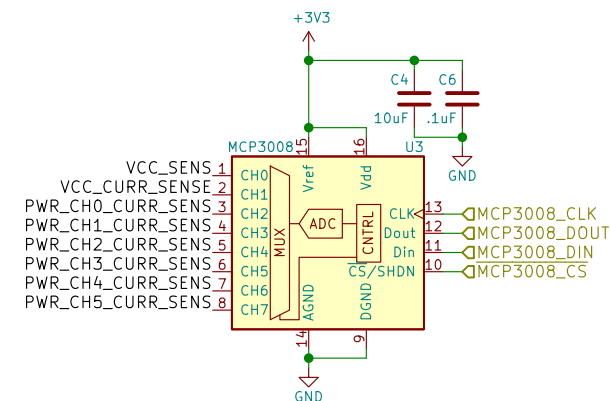 +3V3
C4
C6
10uF
.1uF
GND
MCP3008
15
16
U3
VCC_SENS 1 CH0
VCC_CURR_SENSE 2 CH1
PWR_CH0_CURR_SENS 3 CH2
PWR_CH1_CURR_SENS 4 CH3
PWR_CH2_CURR_SENS 5 CH4
PWR_CH3_CURR_SENS 6 CH5
PWR_CH4_CURR_SENS 7 CH6
PWR_CH5_CURR_SENS 8 CH7
Vref
Vdd
MUX
ADC
CNTRL
CLK 13 MCP3008_CLK
Dout 12 MCP3008_DOUT
Din 11 MCP3008_DIN
CS/SHDN 10 MCP3008_CS
AGND
DGND
14
9
GND